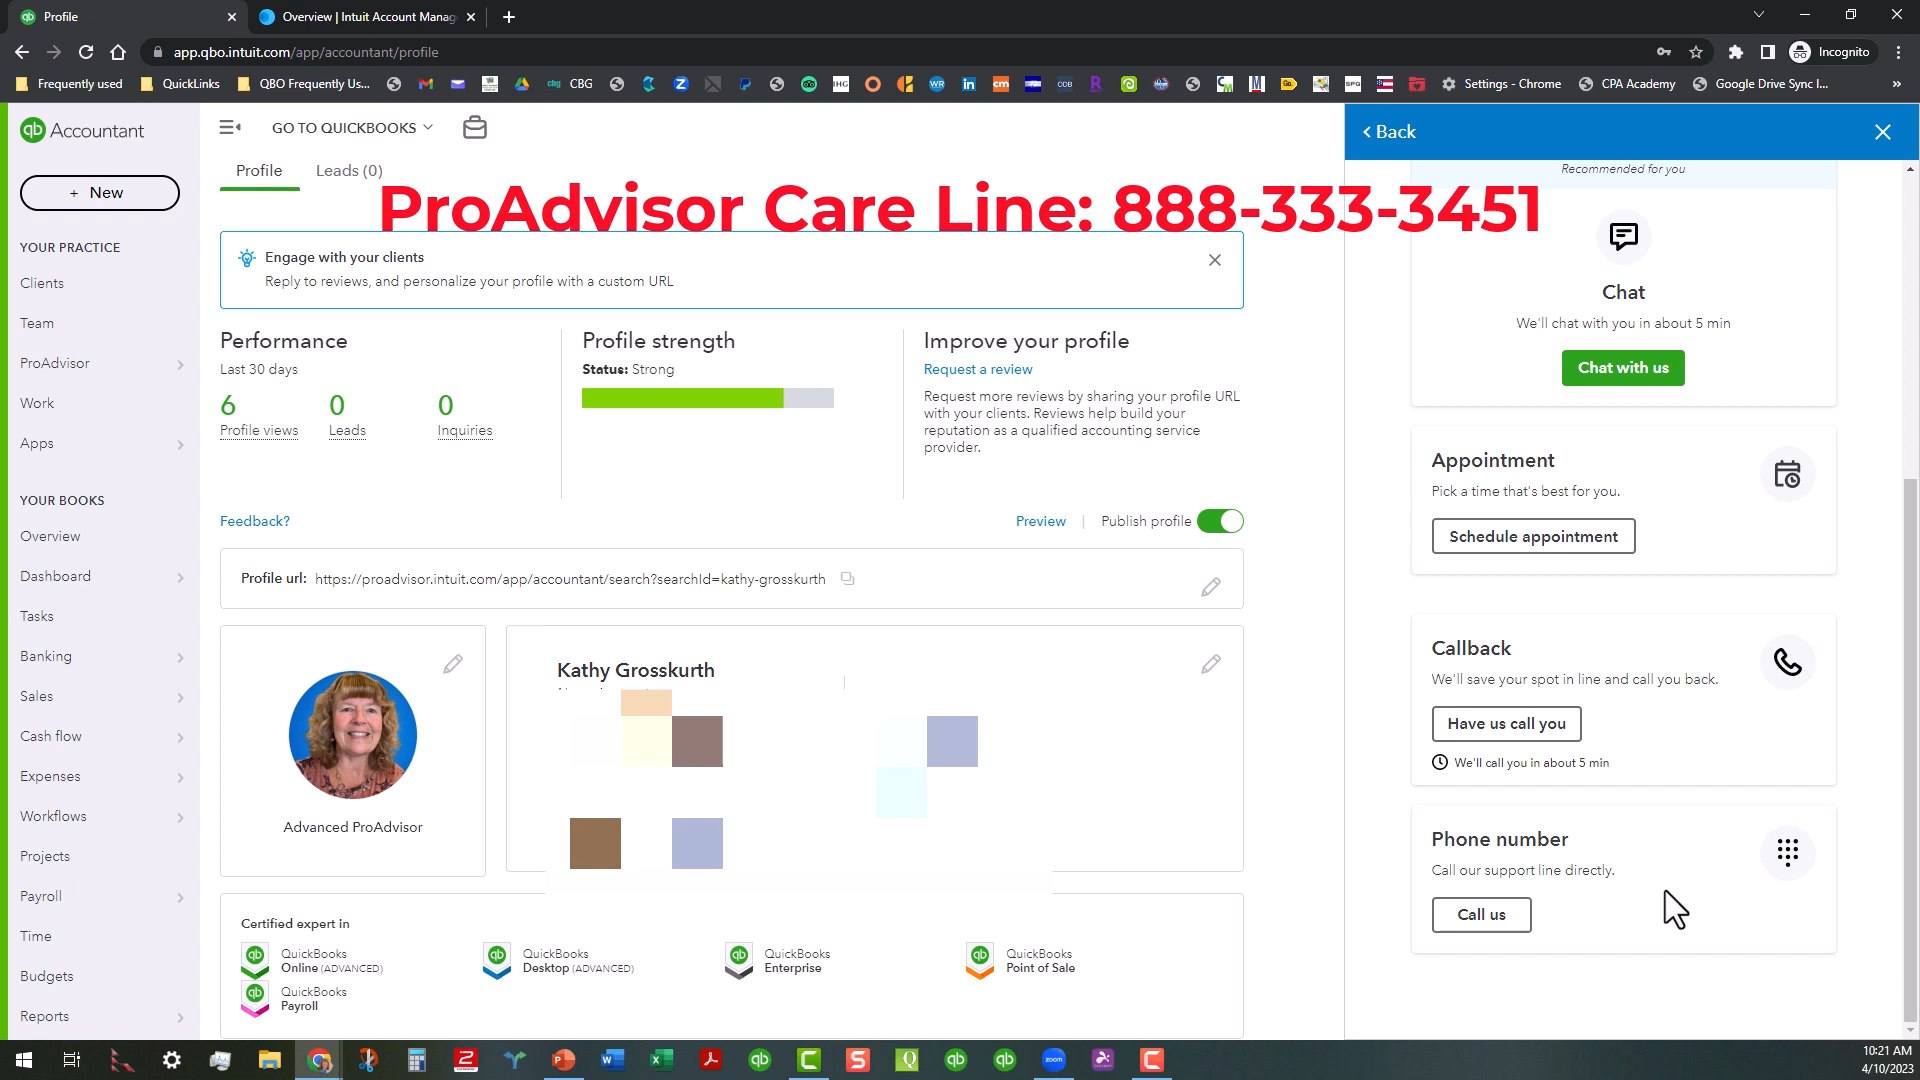 Profile
Overview | Intuit Account Manag
app.qbo.intuit.com/app/accountant/profile
Incognito
Frequently used
QuickLinks
QBO Frequently Us...
CBG
Settings - Chrome
CPA Academy
Google Drive Sync I...
qb Accountant
GO TO QUICKBOOKS
< Back
Profile
Leads (0)
Recommended for you
+ New
ProAdvisor Care Line: 888-333-3451
YOUR PRACTICE
Clients
Team
ProAdvisor
Work
Apps
YOUR BOOKS
Overview
Dashboard
Tasks
Banking
Sales
Cash flow
Expenses
Workflows
Projects
Payroll
Time
Budgets
Reports
Engage with your clients
Reply to reviews, and personalize your profile with a custom URL
Performance
Last 30 days
6
Profile views
0
Leads
0
Inquiries
Profile strength
Status: Strong
Improve your profile
Request a review
Request more reviews by sharing your profile URL
with your clients. Reviews help build your
reputation as a qualified accounting service
provider.
Feedback?
Preview
Publish profile
Profile url: https://proadvisor.intuit.com/app/accountant/search?searchId=kathy-grosskurth
Advanced ProAdvisor
Kathy Grosskurth
Certified expert in
QuickBooks
Online (ADVANCED)
QuickBooks
Desktop (ADVANCED)
QuickBooks
Enterprise
QuickBooks
Point of Sale
QuickBooks
Payroll
Chat
We'll chat with you in about 5 min
Chat with us
Appointment
Pick a time that's best for you.
Schedule appointment
Callback
We'll save your spot in line and call you back.
Have us call you
We'll call you in about 5 min
Phone number
Call our support line directly.
Call us
10:21 AM
4/10/2023